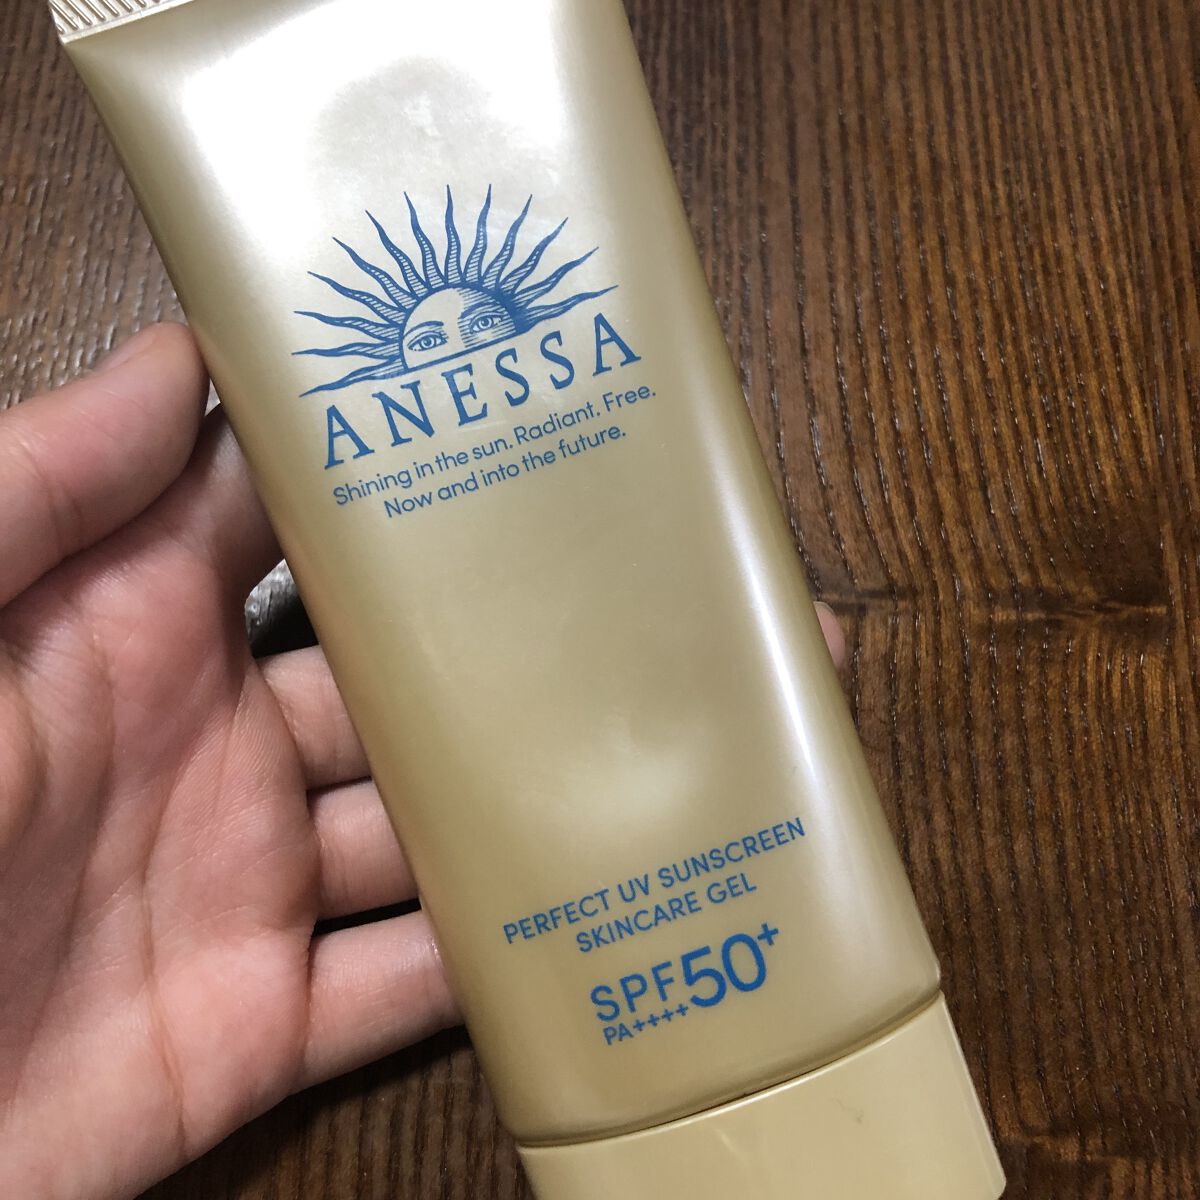 ANESSA
Shining in the sun. Radiant. Free.
Now and into the future.
PERFECT UV SUNSCREEN
SKINCARE GEL
SPF50+
PA++++